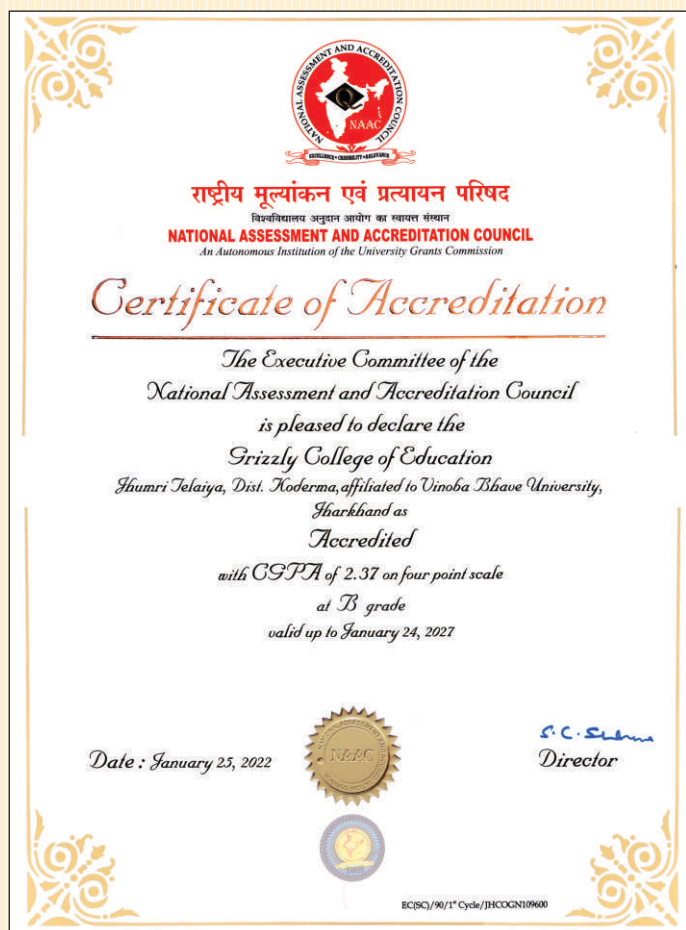 NATIONAL ASSESSMENT AND ACCREDITATION COUNCIL
Q
NAAC
EXCELLENCE • CREDIBILITY • RELEVANCE
राष्ट्रीय मूल्यांकन एवं प्रत्यायन परिषद
विश्वविद्यालय अनुदान आयोग का स्वायत्त संस्थान
NATIONAL ASSESSMENT AND ACCREDITATION COUNCIL
An Autonomous Institution of the University Grants Commission
Certificate of Accreditation
The Executive Committee of the
National Assessment and Accreditation Council
is pleased to declare the
Grizzly College of Education
Jhumri Telaiya, Dist. Koderma, affiliated to Vinoba Bhave University,
Jharkhand as
Accredited
with CGPA of 2.37 on four point scale
at B grade
valid up to January 24, 2027
S. C. Sharma
Date : January 25, 2022
NAAC
Director
EC(SC)/90/1st Cycle/JHCOGN109600